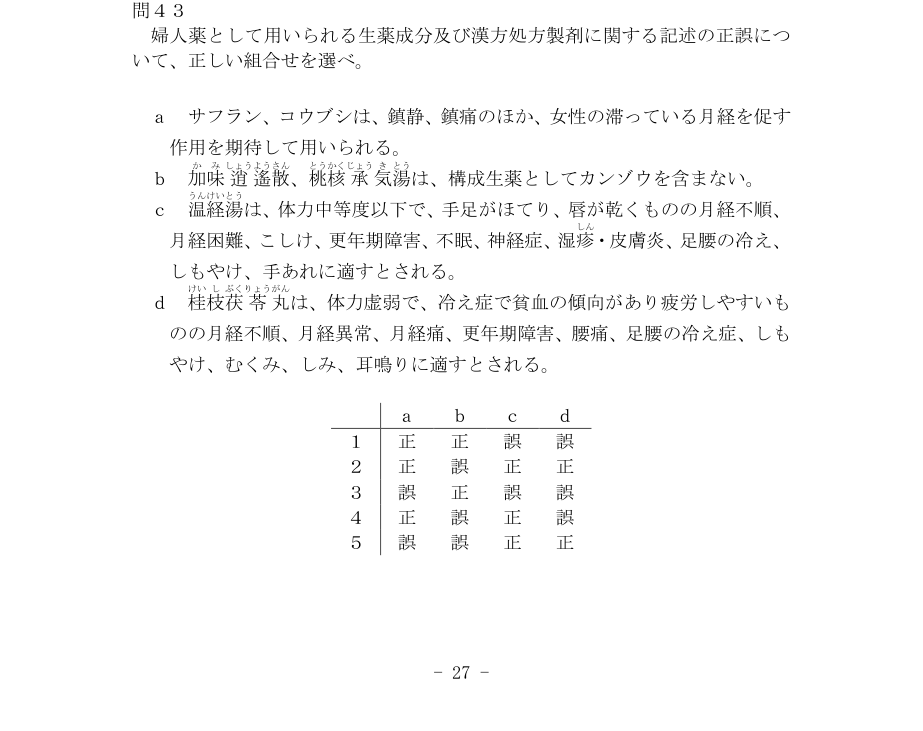 問４３
婦人薬として用いられる生薬成分及び漢方処方製剤に関する記述の正誤につ
いて、正しい組合せを選べ。
a　サフラン、コウブシは、鎮静、鎮痛のほか、女性の滞っている月経を促す
作用を期待して用いられる。
かみしょうようさん　とうかくじょうきとう
b　加味逍遙散、桃核承気湯は、構成生薬としてカンゾウを含まない。
うんけいとう
c　温経湯は、体力中等度以下で、手足がほてり、唇が乾くものの月経不順、
しん
月経困難、こしけ、更年期障害、不眠、神経症、湿疹・皮膚炎、足腰の冷え、
しもやけ、手あれに適すとされる。
けいしぶくりょうがん
d　桂枝茯苓丸は、体力虚弱で、冷え症で貧血の傾向があり疲労しやすいも
のの月経不順、月経異常、月経痛、更年期障害、腰痛、足腰の冷え症、しも
やけ、むくみ、しみ、耳鳴りに適すとされる。
a　b　c　d
1　正　正　誤　誤
2　正　誤　正　正
3　誤　正　誤　誤
4　正　誤　正　誤
5　誤　誤　正　正
- 27 -